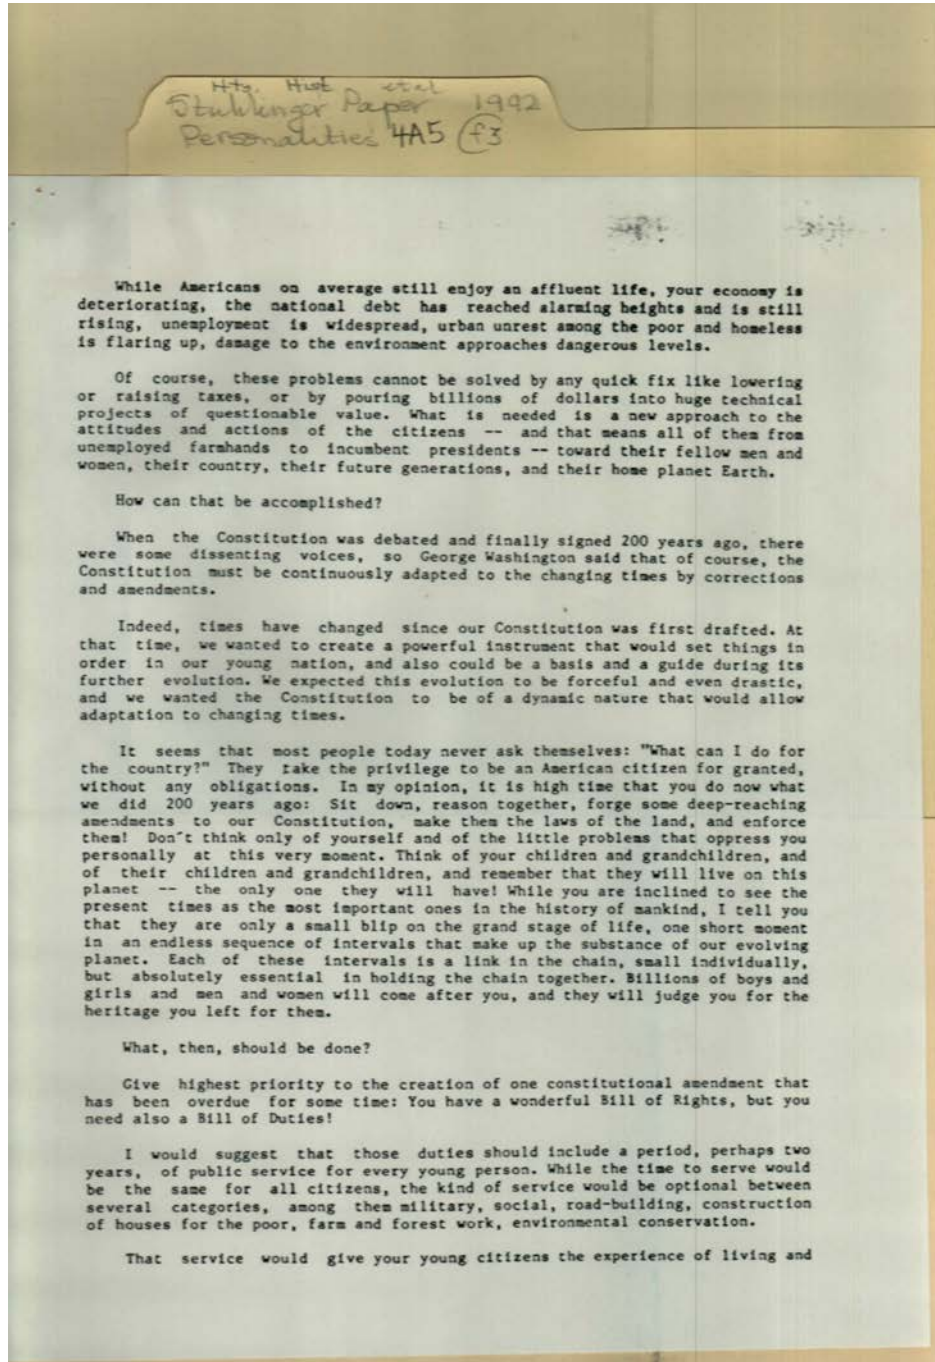 Htg. Hist et al
Stuhlinger Paper 1992
Personalities 4A5 f3
While Americans on average still enjoy an affluent life, your economy is
deteriorating, the national debt has reached alarming heights and is still
rising, unemployment is widespread, urban unrest among the poor and homeless
is flaring up, damage to the environment approaches dangerous levels.
Of course, these problems cannot be solved by any quick fix like lowering
or raising taxes, or by pouring billions of dollars into huge technical
projects of questionable value. What is needed is a new approach to the
attitudes and actions of the citizens -- and that means all of them from
unemployed farmhands to incumbent presidents -- toward their fellow men and
women, their country, their future generations, and their home planet Earth.
How can that be accomplished?
When the Constitution was debated and finally signed 200 years ago, there
were some dissenting voices, so George Washington said that of course, the
Constitution must be continuously adapted to the changing times by corrections
and amendments.
Indeed, times have changed since our Constitution was first drafted. At
that time, we wanted to create a powerful instrument that would set things in
order in our young nation, and also could be a basis and a guide during its
further evolution. We expected this evolution to be forceful and even drastic,
and we wanted the Constitution to be of a dynamic nature that would allow
adaptation to changing times.
It seems that most people today never ask themselves: "What can I do for
the country?" They take the privilege to be an American citizen for granted,
without any obligations. In my opinion, it is high time that you do now what
we did 200 years ago: Sit down, reason together, forge some deep-reaching
amendments to our Constitution, make them the laws of the land, and enforce
them! Don't think only of yourself and of the little problems that oppress you
personally at this very moment. Think of your children and grandchildren, and
of their children and grandchildren, and remember that they will live on this
planet -- the only one they will have! While you are inclined to see the
present times as the most important ones in the history of mankind, I tell you
that they are only a small blip on the grand stage of life, one short moment
in an endless sequence of intervals that make up the substance of our evolving
planet. Each of these intervals is a link in the chain, small individually,
but absolutely essential in holding the chain together. Billions of boys and
girls and men and women will come after you, and they will judge you for the
heritage you left for them.
What, then, should be done?
Give highest priority to the creation of one constitutional amendment that
has been overdue for some time: You have a wonderful Bill of Rights, but you
need also a Bill of Duties!
I would suggest that those duties should include a period, perhaps two
years, of public service for every young person. While the time to serve would
be the same for all citizens, the kind of service would be optional between
several categories, among them military, social, road-building, construction
of houses for the poor, farm and forest work, environmental conservation.
That service would give your young citizens the experience of living and